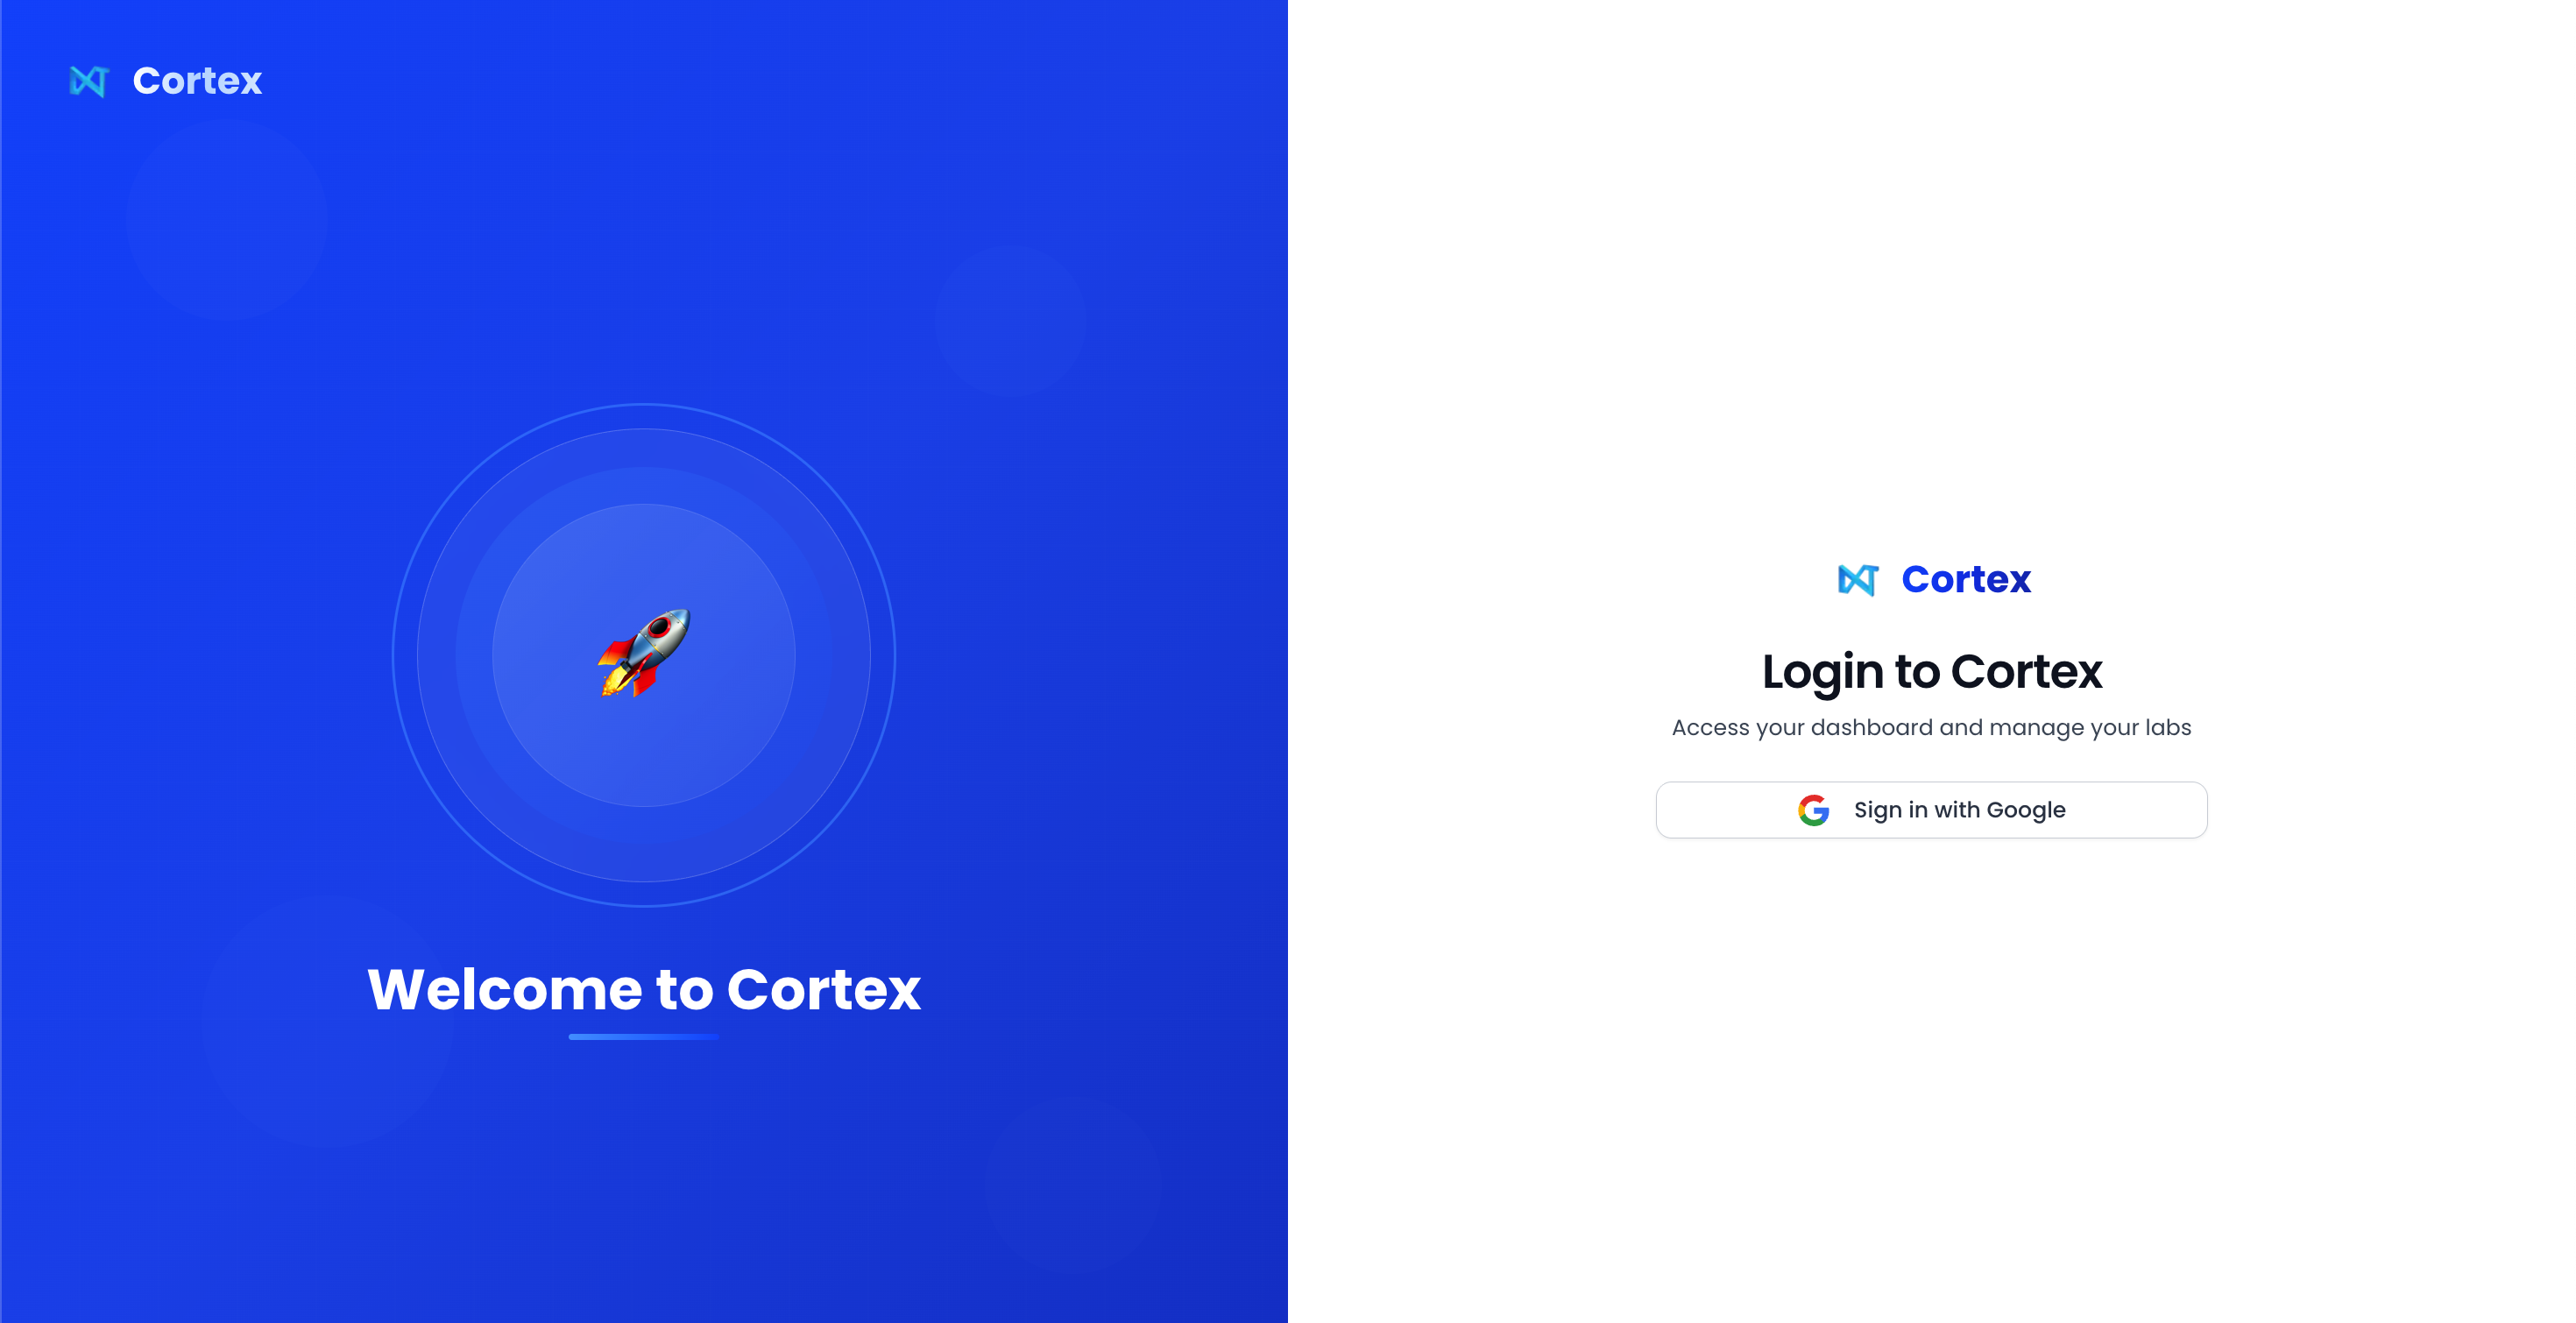 Cortex
Welcome to Cortex
Cortex
Login to Cortex
Access your dashboard and manage your labs
Sign in with Google